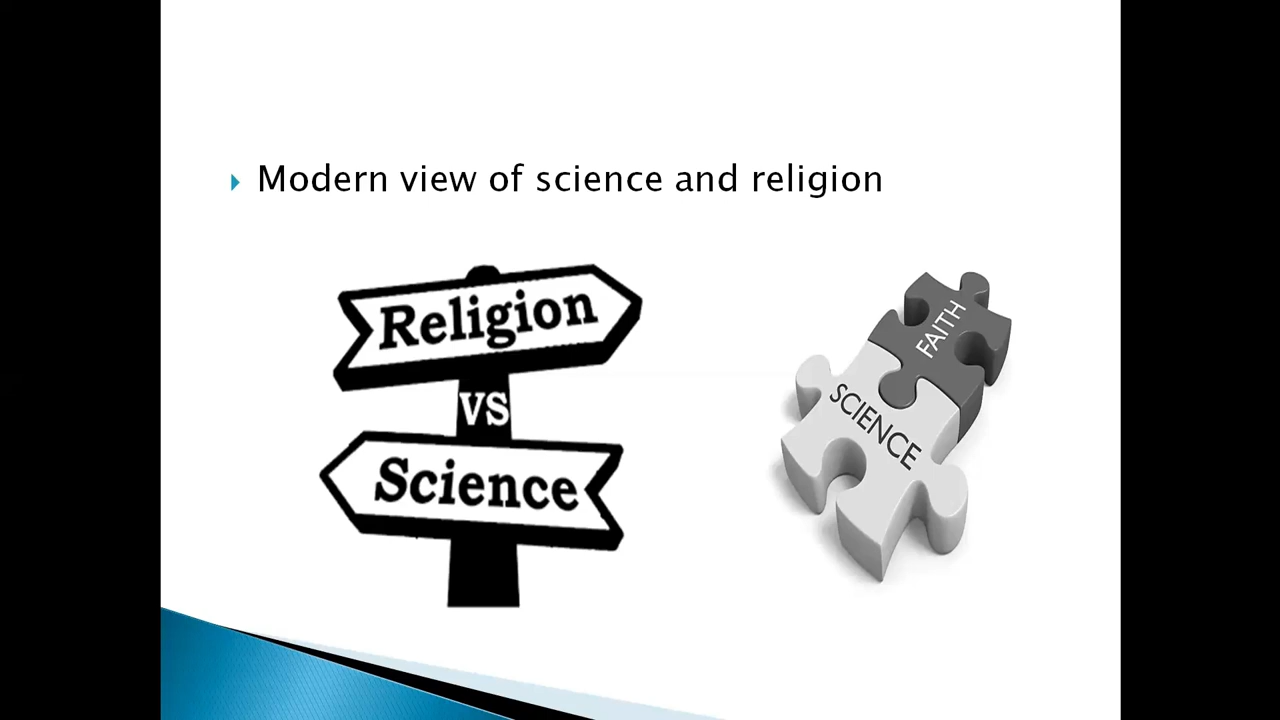 Modern view of science and religion
Religion
VS
Science
FAITH
SCIENCE